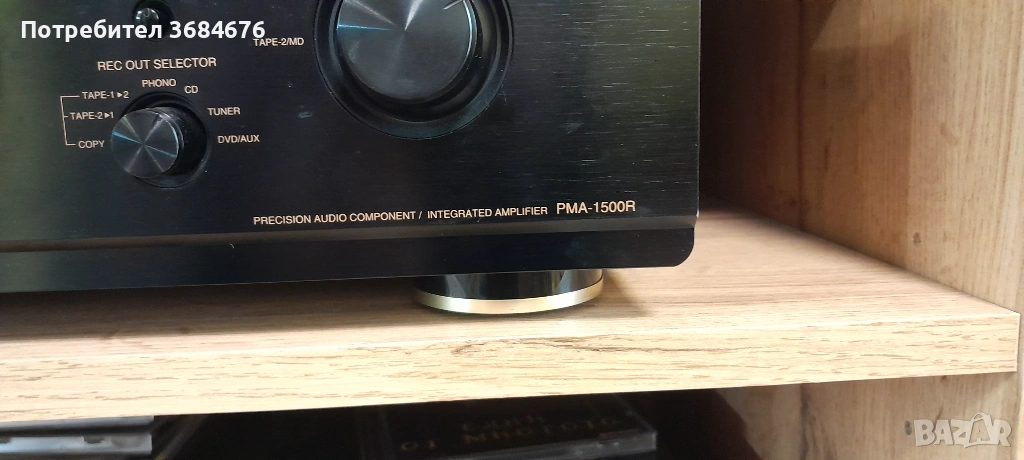 Потребител 3684676
TAPE-2/MD
REC OUT SELECTOR
PHONO
TAPE-1▸2
CD
TAPE-2▸1
TUNER
COPY
DVD/AUX
PRECISION AUDIO COMPONENT / INTEGRATED AMPLIFIER PMA-1500R
BAZAR